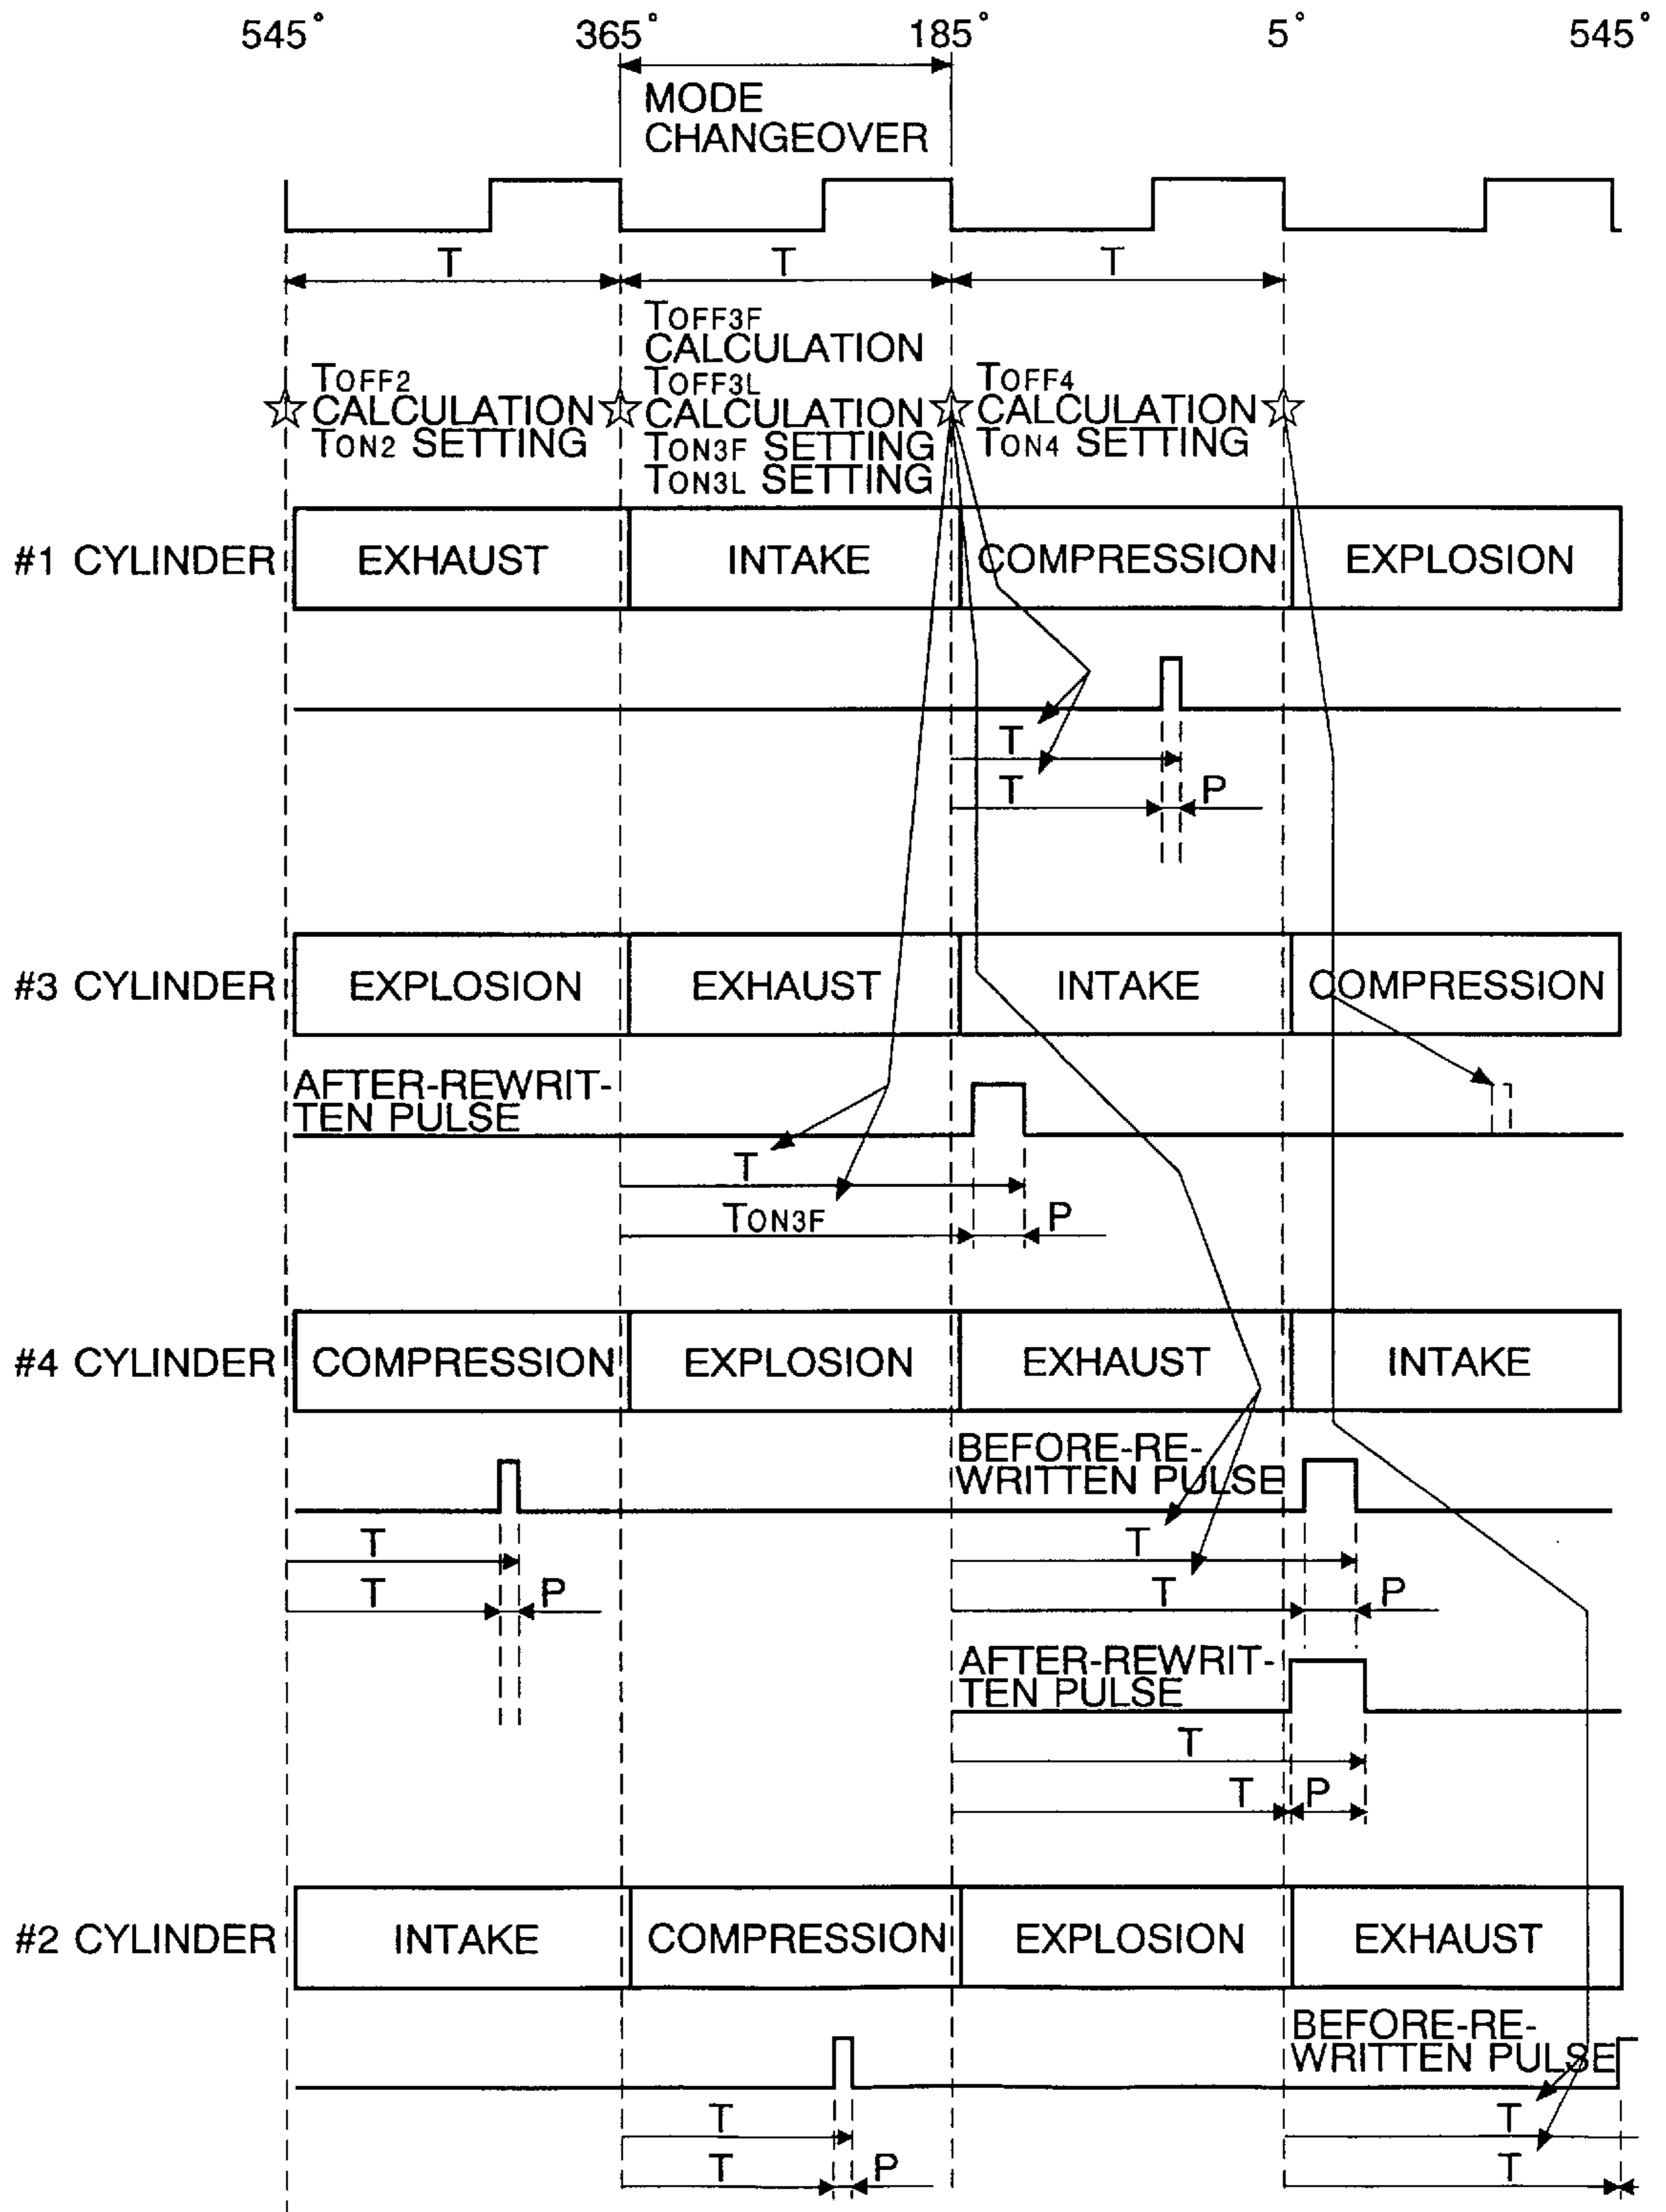 545° 365° 185° 5° 545°
MODE
CHANGEOVER
T T T
TOFF3F
CALCULATION
TOFF2 TOFF3L TOFF4
☆CALCULATION☆CALCULATION☆CALCULATION☆
TON2 SETTING TON3F SETTING TON4 SETTING
TON3L SETTING
#1 CYLINDER EXHAUST INTAKE COMPRESSION EXPLOSION
T
T P
#3 CYLINDER EXPLOSION EXHAUST INTAKE COMPRESSION
AFTER-REWRIT-
TEN PULSE
T
TON3F P
#4 CYLINDER COMPRESSION EXPLOSION EXHAUST INTAKE
BEFORE-RE-
WRITTEN PULSE
T T
T P T P
AFTER-REWRIT-
TEN PULSE
T
T P
#2 CYLINDER INTAKE COMPRESSION EXPLOSION EXHAUST
BEFORE-RE-
WRITTEN PULSE
T T
T P T